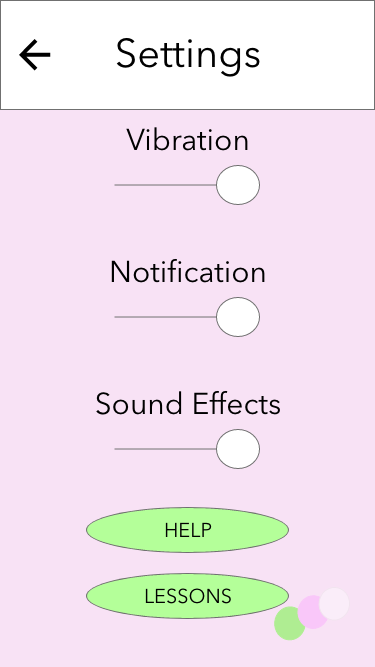 Settings
Vibration
Notification
Sound Effects
HELP
LESSONS